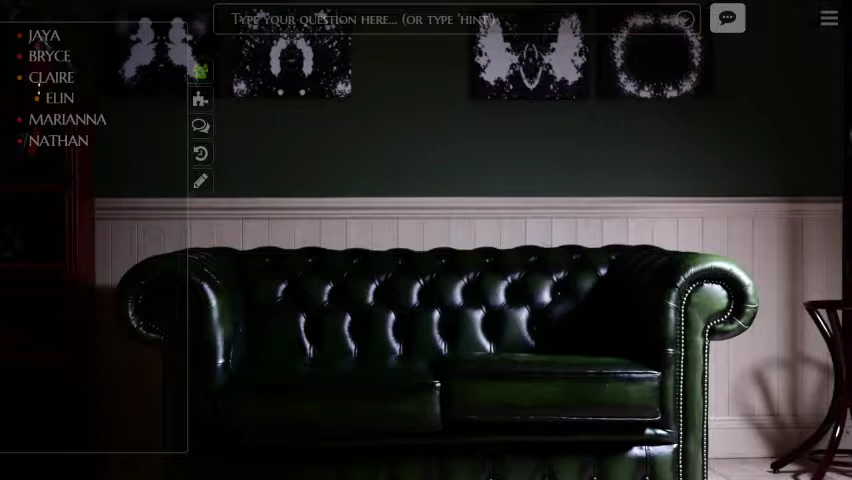 Type your question here... (or type 'hint')
JAYA
BRYCE
CLAIRE
ELIN
MARIANNA
NATHAN